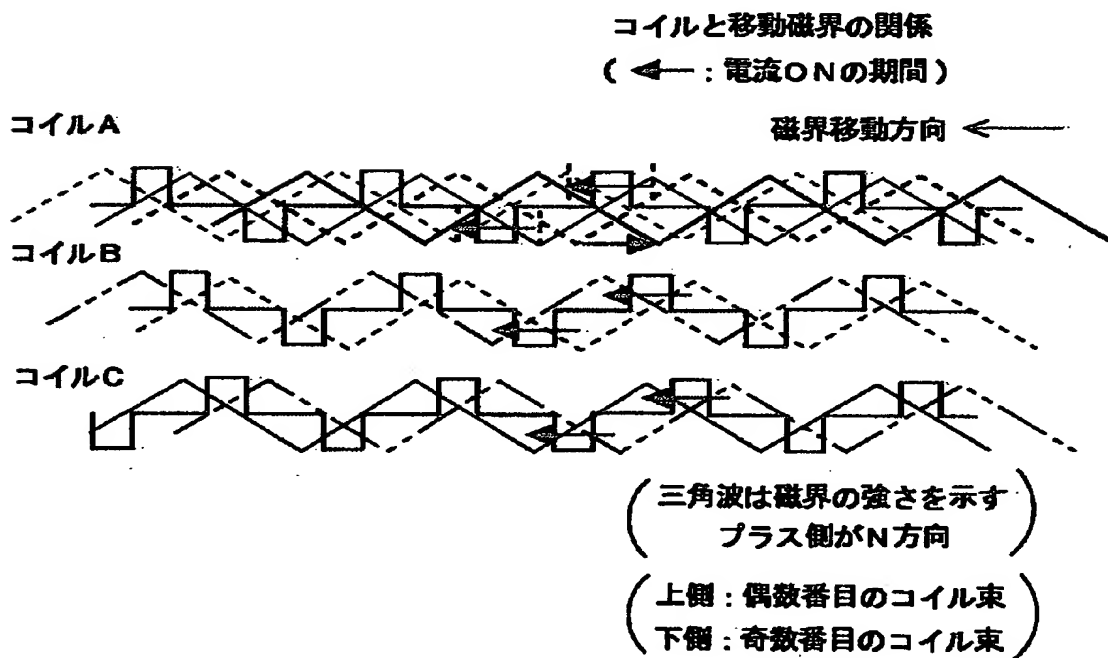 コイルと移動磁界の関係
( ← : 電流ONの期間 )
コイルA
磁界移動方向 ←
コイルB
コイルC
三角波は磁界の強さを示す
プラス側がN方向
上側 : 偶数番目のコイル束
下側 : 奇数番目のコイル束